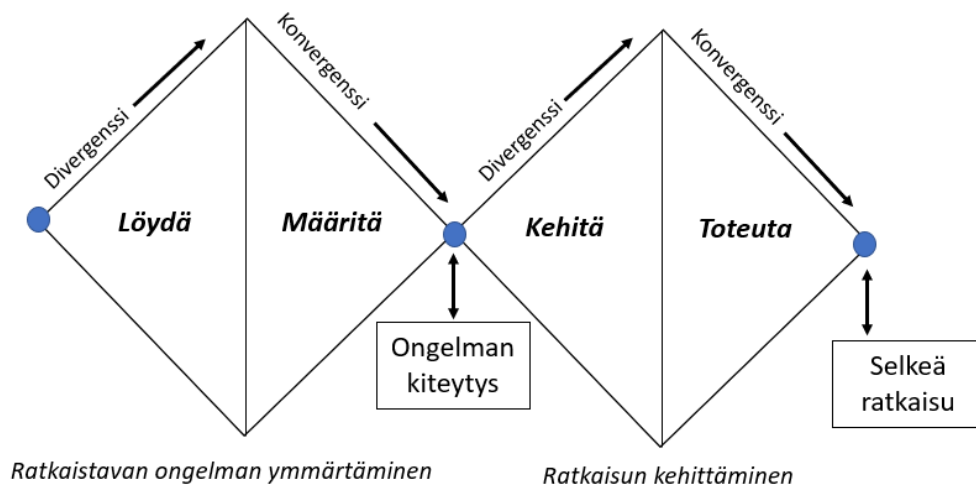 Divergenssi
Konvergenssi
Divergenssi
Konvergenssi
Löydä
Määritä
Kehitä
Toteuta
Ongelman
kiteytys
Selkeä
ratkaisu
Ratkaistavan ongelman ymmärtäminen
Ratkaisun kehittäminen